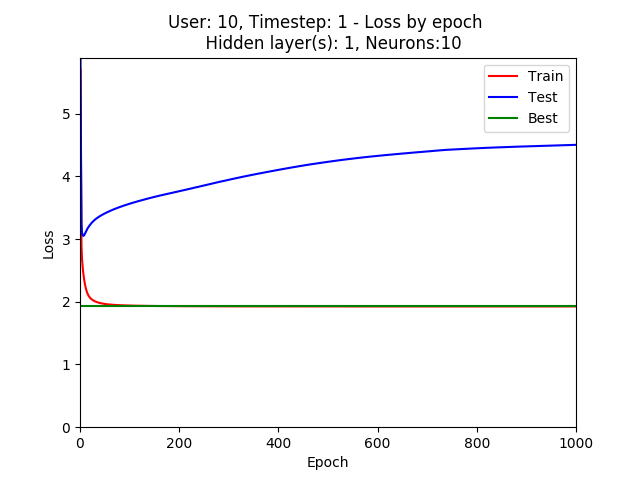 User: 10, Timestep: 1 - Loss by epoch
Hidden layer(s): 1, Neurons:10
Train
Test
Best
5
4
3
2
1
0
Loss
0 200 400 600 800 1000
Epoch